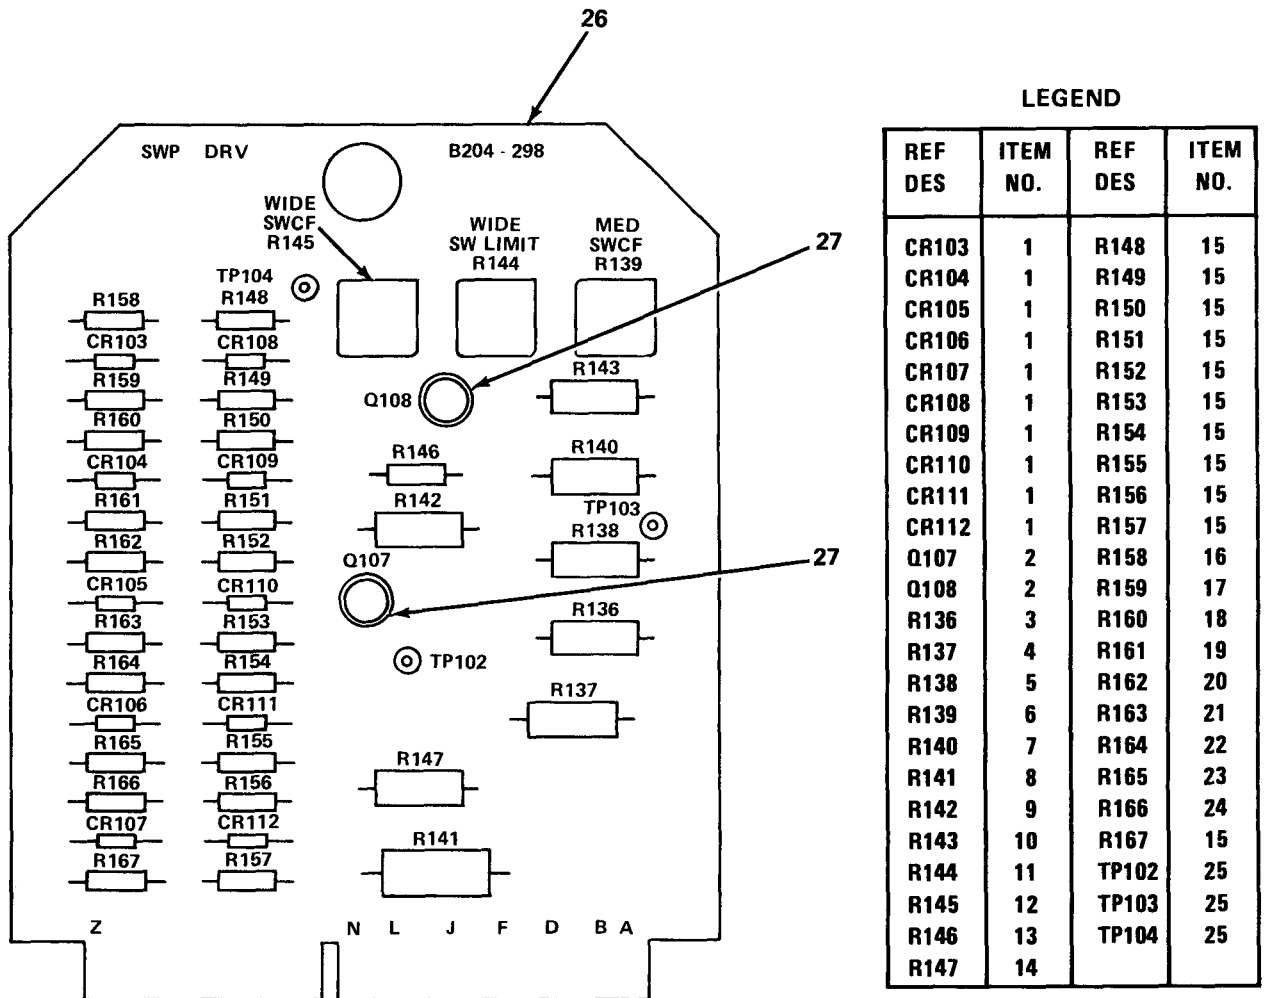 26
SWP DRV
B204 - 298
WIDE
SWCF
R145
WIDE
SW LIMIT
R144
MED
SWCF
R139
27
TP104
R158
R148
CR103
CR108
R143
R159
R149
Q108
R160
R150
R146
R140
CR104
CR109
R161
R151
R142
TP103
R138
R162
R152
Q107
27
CR105
CR110
R163
R153
R136
R164
R154
TP102
CR106
CR111
R137
R165
R155
R147
R166
R156
CR107
CR112
R141
R167
R157
Z N L J F D B A
LEGEND
REF ITEM REF ITEM
DES NO. DES NO.
CR103 1 R148 15
CR104 1 R149 15
CR105 1 R150 15
CR106 1 R151 15
CR107 1 R152 15
CR108 1 R153 15
CR109 1 R154 15
CR110 1 R155 15
CR111 1 R156 15
CR112 1 R157 15
Q107 2 R158 16
Q108 2 R159 17
R136 3 R160 18
R137 4 R161 19
R138 5 R162 20
R139 6 R163 21
R140 7 R164 22
R141 8 R165 23
R142 9 R166 24
R143 10 R167 15
R144 11 TP102 25
R145 12 TP103 25
R146 13 TP104 25
R147 14